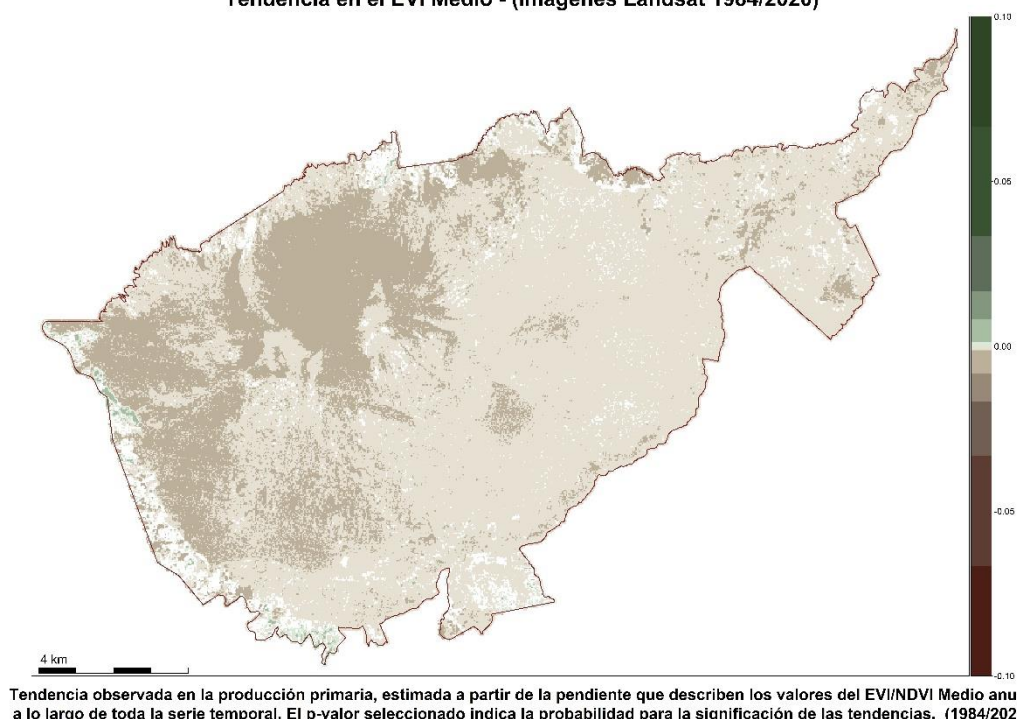 Tendencia en el EVI Medio - (Imágenes Landsat 1984/2020)
0.10
0.05
0.00
-0.05
-0.10
4 km
Tendencia observada en la producción primaria, estimada a partir de la pendiente que describen los valores del EVI/NDVI Medio anu
a lo largo de toda la serie temporal. El p-valor seleccionado indica la probabilidad para la significación de las tendencias. (1984/202